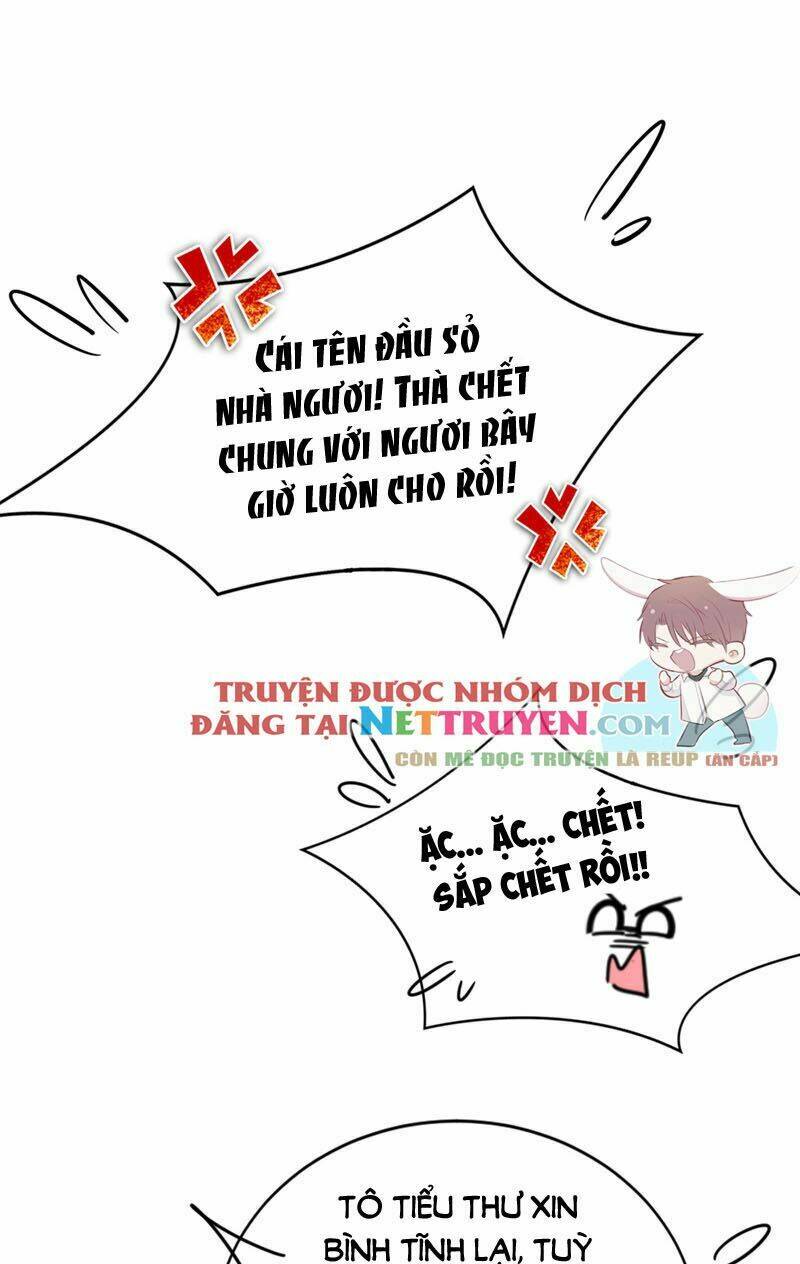 CÁI TÊN ĐẦU SỎ
NHÀ NGƯƠI! THÀ CHẾT
CHUNG VỚI NGƯƠI BÂY
GIỜ LUÔN CHO RỒI!
TRUYỆN ĐƯỢC NHÓM DỊCH
ĐĂNG TẠI NETTRUYEN.COM
CÒN MÊ ĐỌC TRUYỆN LÀ REUP (ĂN CẮP)
ẶC... ẶC... CHẾT!
SẮP CHẾT RỒI!!
TÔ TIỂU THƯ XIN
BÌNH TĨNH LẠI, TUỲ